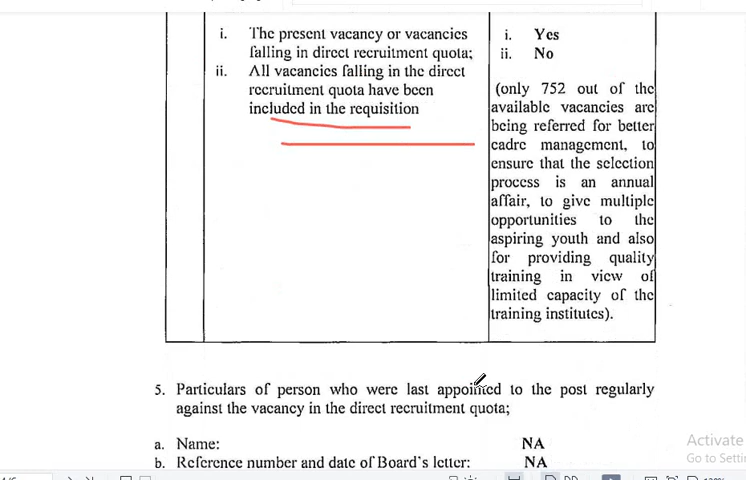 i. The present vacancy or vacancies
falling in direct recruitment quota;
ii. All vacancies falling in the direct
recruitment quota have been
included in the requisition
i. Yes
ii. No
(only 752 out of the
available vacancies are
being referred for better
cadre management, to
ensure that the selection
process is an annual
affair, to give multiple
opportunities to the
aspiring youth and also
for providing quality
training in view of
limited capacity of the
training institutes).
5. Particulars of person who were last appointed to the post regularly
against the vacancy in the direct recruitment quota;
a. Name: NA
b. Reference number and date of Board's letter: NA
Activate
Go to Settin